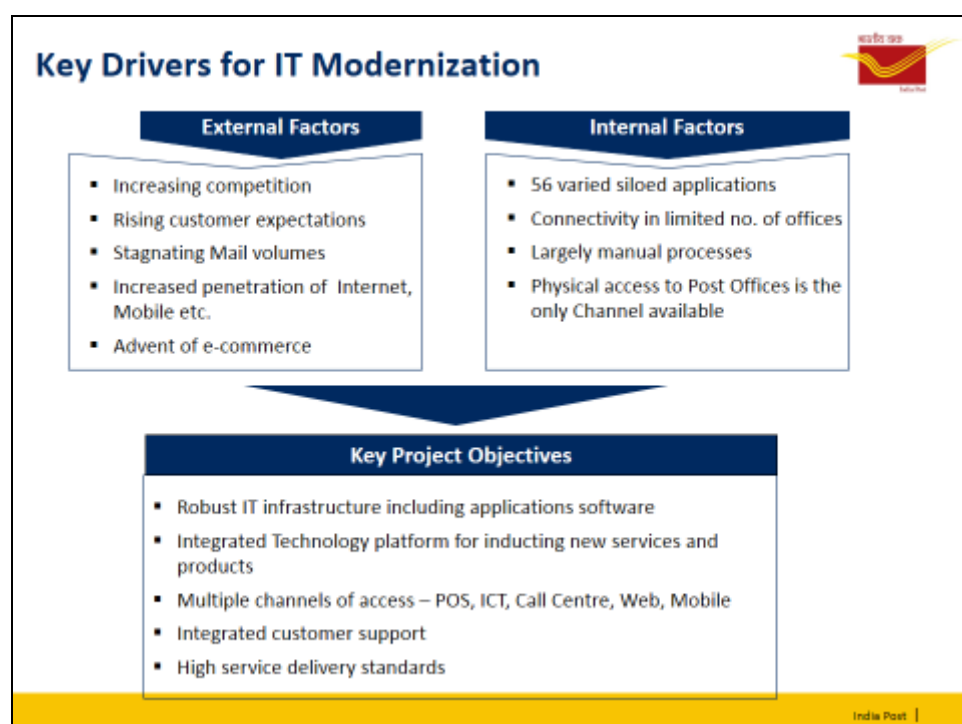 भारतीय डाक
Key Drivers for IT Modernization
India Post
External Factors
▪ Increasing competition
▪ Rising customer expectations
▪ Stagnating Mail volumes
▪ Increased penetration of Internet,
Mobile etc.
▪ Advent of e-commerce
Internal Factors
▪ 56 varied siloed applications
▪ Connectivity in limited no. of offices
▪ Largely manual processes
▪ Physical access to Post Offices is the
only Channel available
Key Project Objectives
▪ Robust IT infrastructure including applications software
▪ Integrated Technology platform for inducting new services and
products
▪ Multiple channels of access – POS, ICT, Call Centre, Web, Mobile
▪ Integrated customer support
▪ High service delivery standards
India Post |